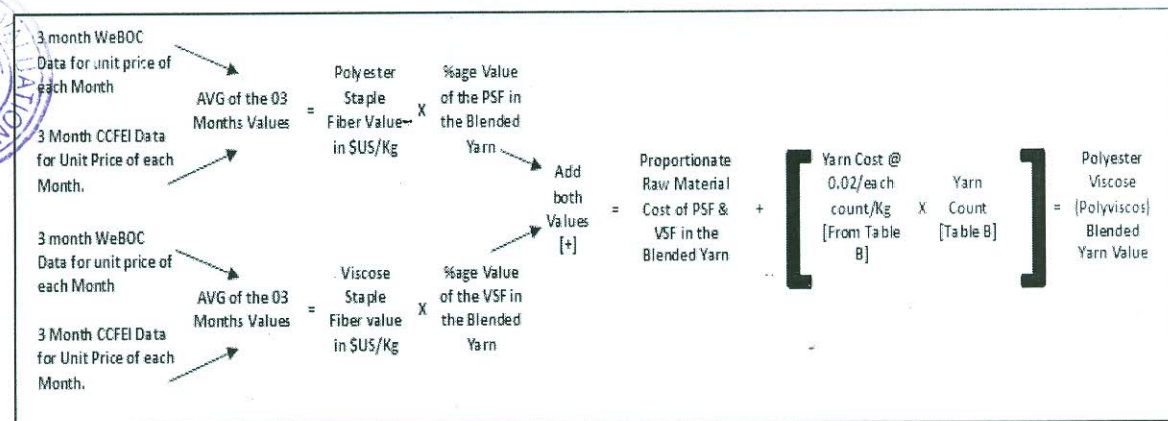 3 month WeBOC
Data for unit price of
each Month
3 Month CCFEI Data
for Unit Price of each
Month.
AVG of the 03
Months Values
=
Polyester
Staple
Fiber Value
in $US/Kg
X
%age Value
of the PSF in
the Blended
Yarn
3 month WeBOC
Data for unit price of
each Month
3 Month CCFEI Data
for Unit Price of each
Month.
AVG of the 03
Months Values
=
Viscose
Staple
Fiber value
in $US/Kg
X
%age Value
of the VSF in
the Blended
Yarn
Add
both
Values
[+]
=
Proportionate
Raw Material
Cost of PSF &
VSF in the
Blended Yarn
+
Yarn Cost @
0.02/each
count/Kg
[From Table
B]
X
Yarn
Count
[Table B]
=
Polyester
Viscose
(Polyviscos)
Blended
Yarn Value
UATION